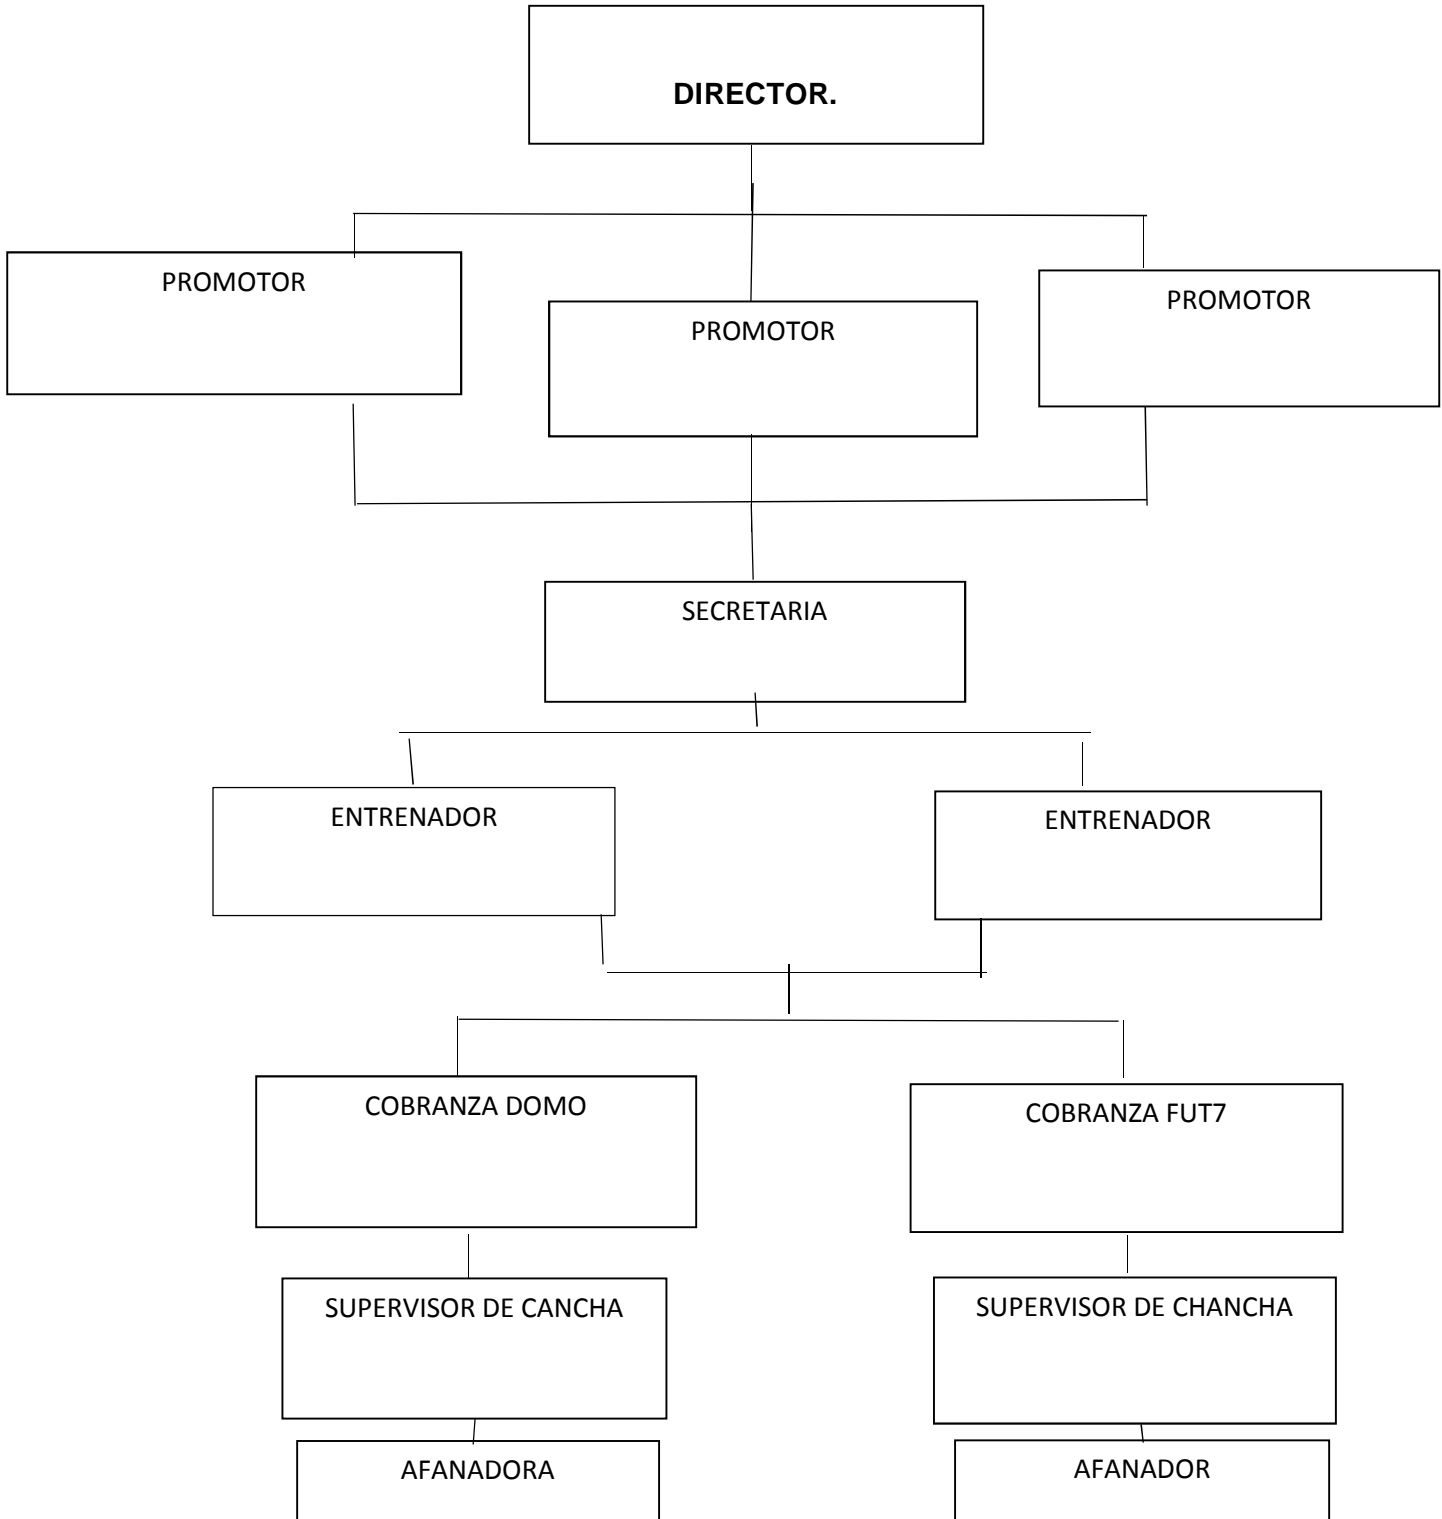 DIRECTOR.
PROMOTOR
PROMOTOR
PROMOTOR
SECRETARIA
ENTRENADOR
ENTRENADOR
COBRANZA DOMO
COBRANZA FUT7
SUPERVISOR DE CANCHA
SUPERVISOR DE CHANCHA
AFANADORA
AFANADOR